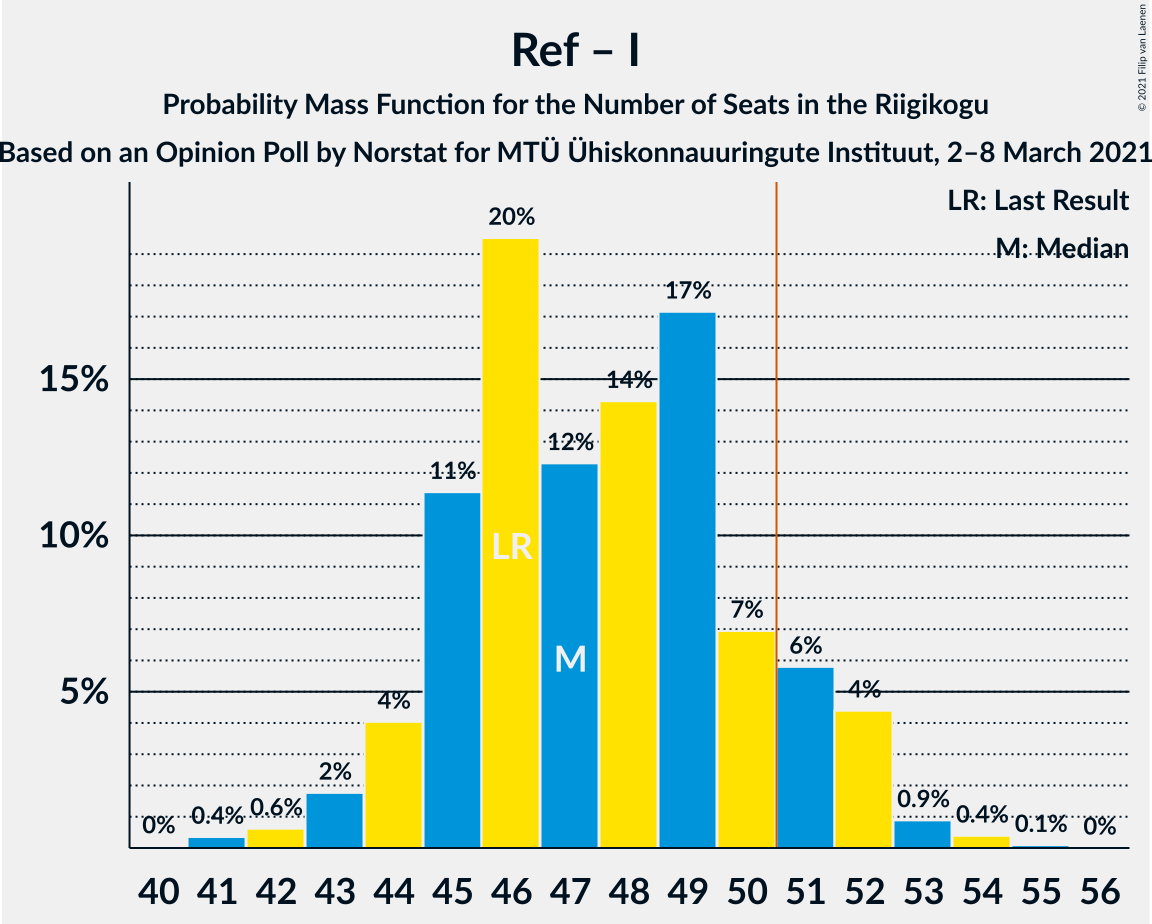 Ref – I
Probability Mass Function for the Number of Seats in the Riigikogu
Based on an Opinion Poll by Norstat for MTÜ Ühiskonnauuringute Instituut, 2–8 March 2021
© 2021 Filip van Laenen
LR: Last Result
M: Median
20%
17%
15%
14%
12%
11%
10%
LR
7%
M
6%
5%
4%
4%
2%
0.9%
0.6%
0.4%
0.4%
0.1%
0%
0%
40 41 42 43 44 45 46 47 48 49 50 51 52 53 54 55 56